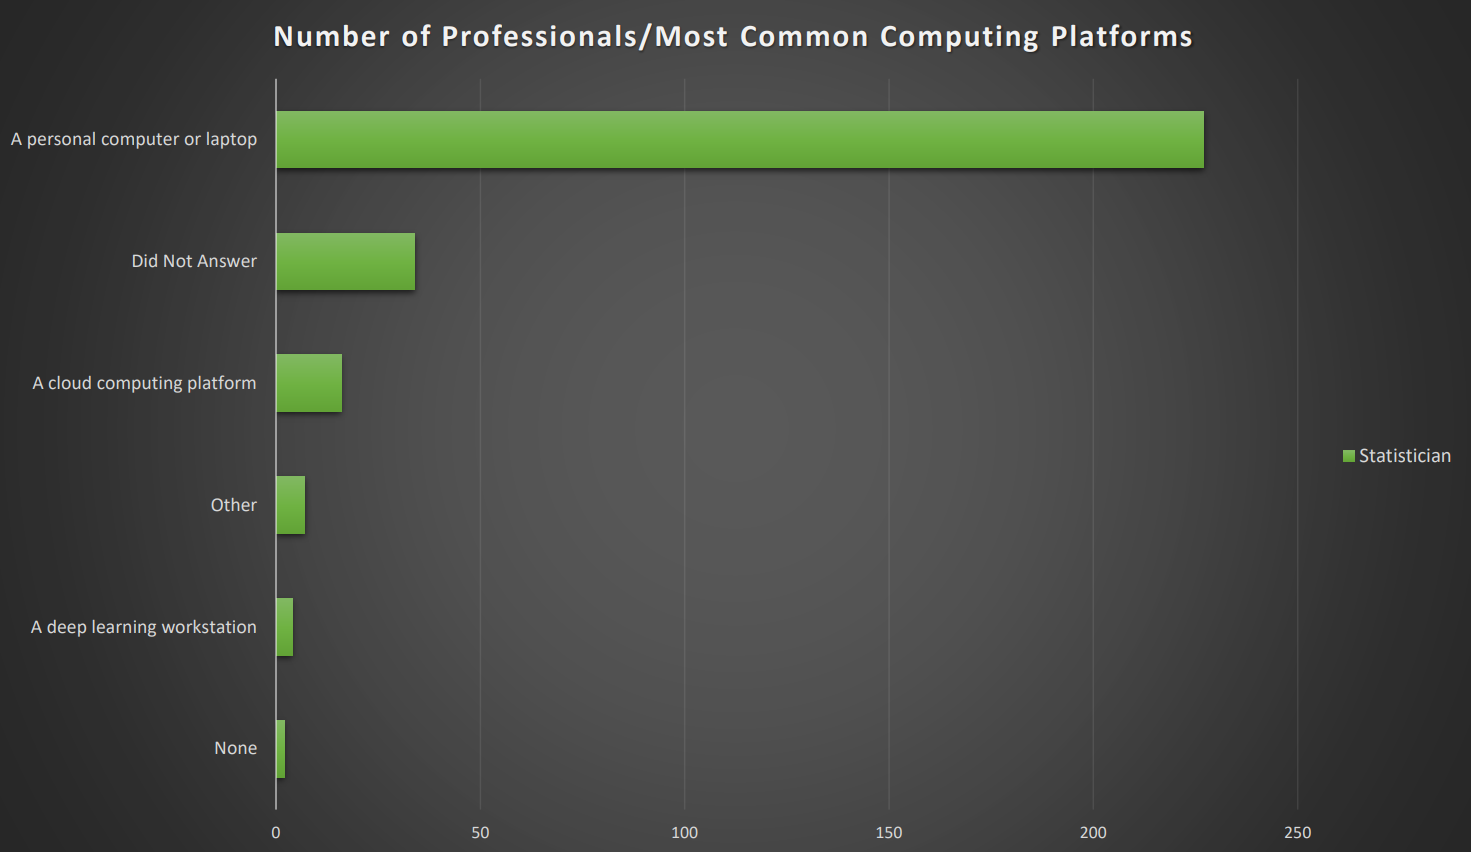 Number of Professionals/Most Common Computing Platforms
A personal computer or laptop
Did Not Answer
A cloud computing platform
Other
A deep learning workstation
None
0 50 100 150 200 250
Statistician